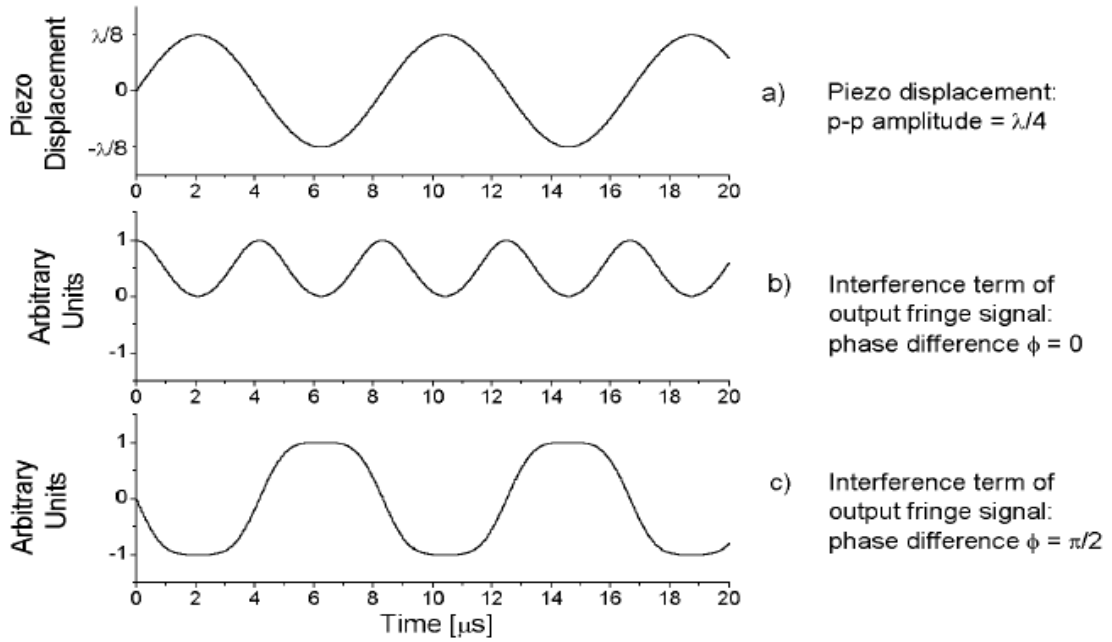 Piezo
Displacement
λ/8
0
-λ/8
0 2 4 6 8 10 12 14 16 18 20
a) Piezo displacement:
p-p amplitude = λ/4
Arbitrary
Units
1
0
-1
0 2 4 6 8 10 12 14 16 18 20
b) Interference term of
output fringe signal:
phase difference ϕ = 0
Arbitrary
Units
1
0
-1
0 2 4 6 8 10 12 14 16 18 20
Time [μs]
c) Interference term of
output fringe signal:
phase difference ϕ = π/2